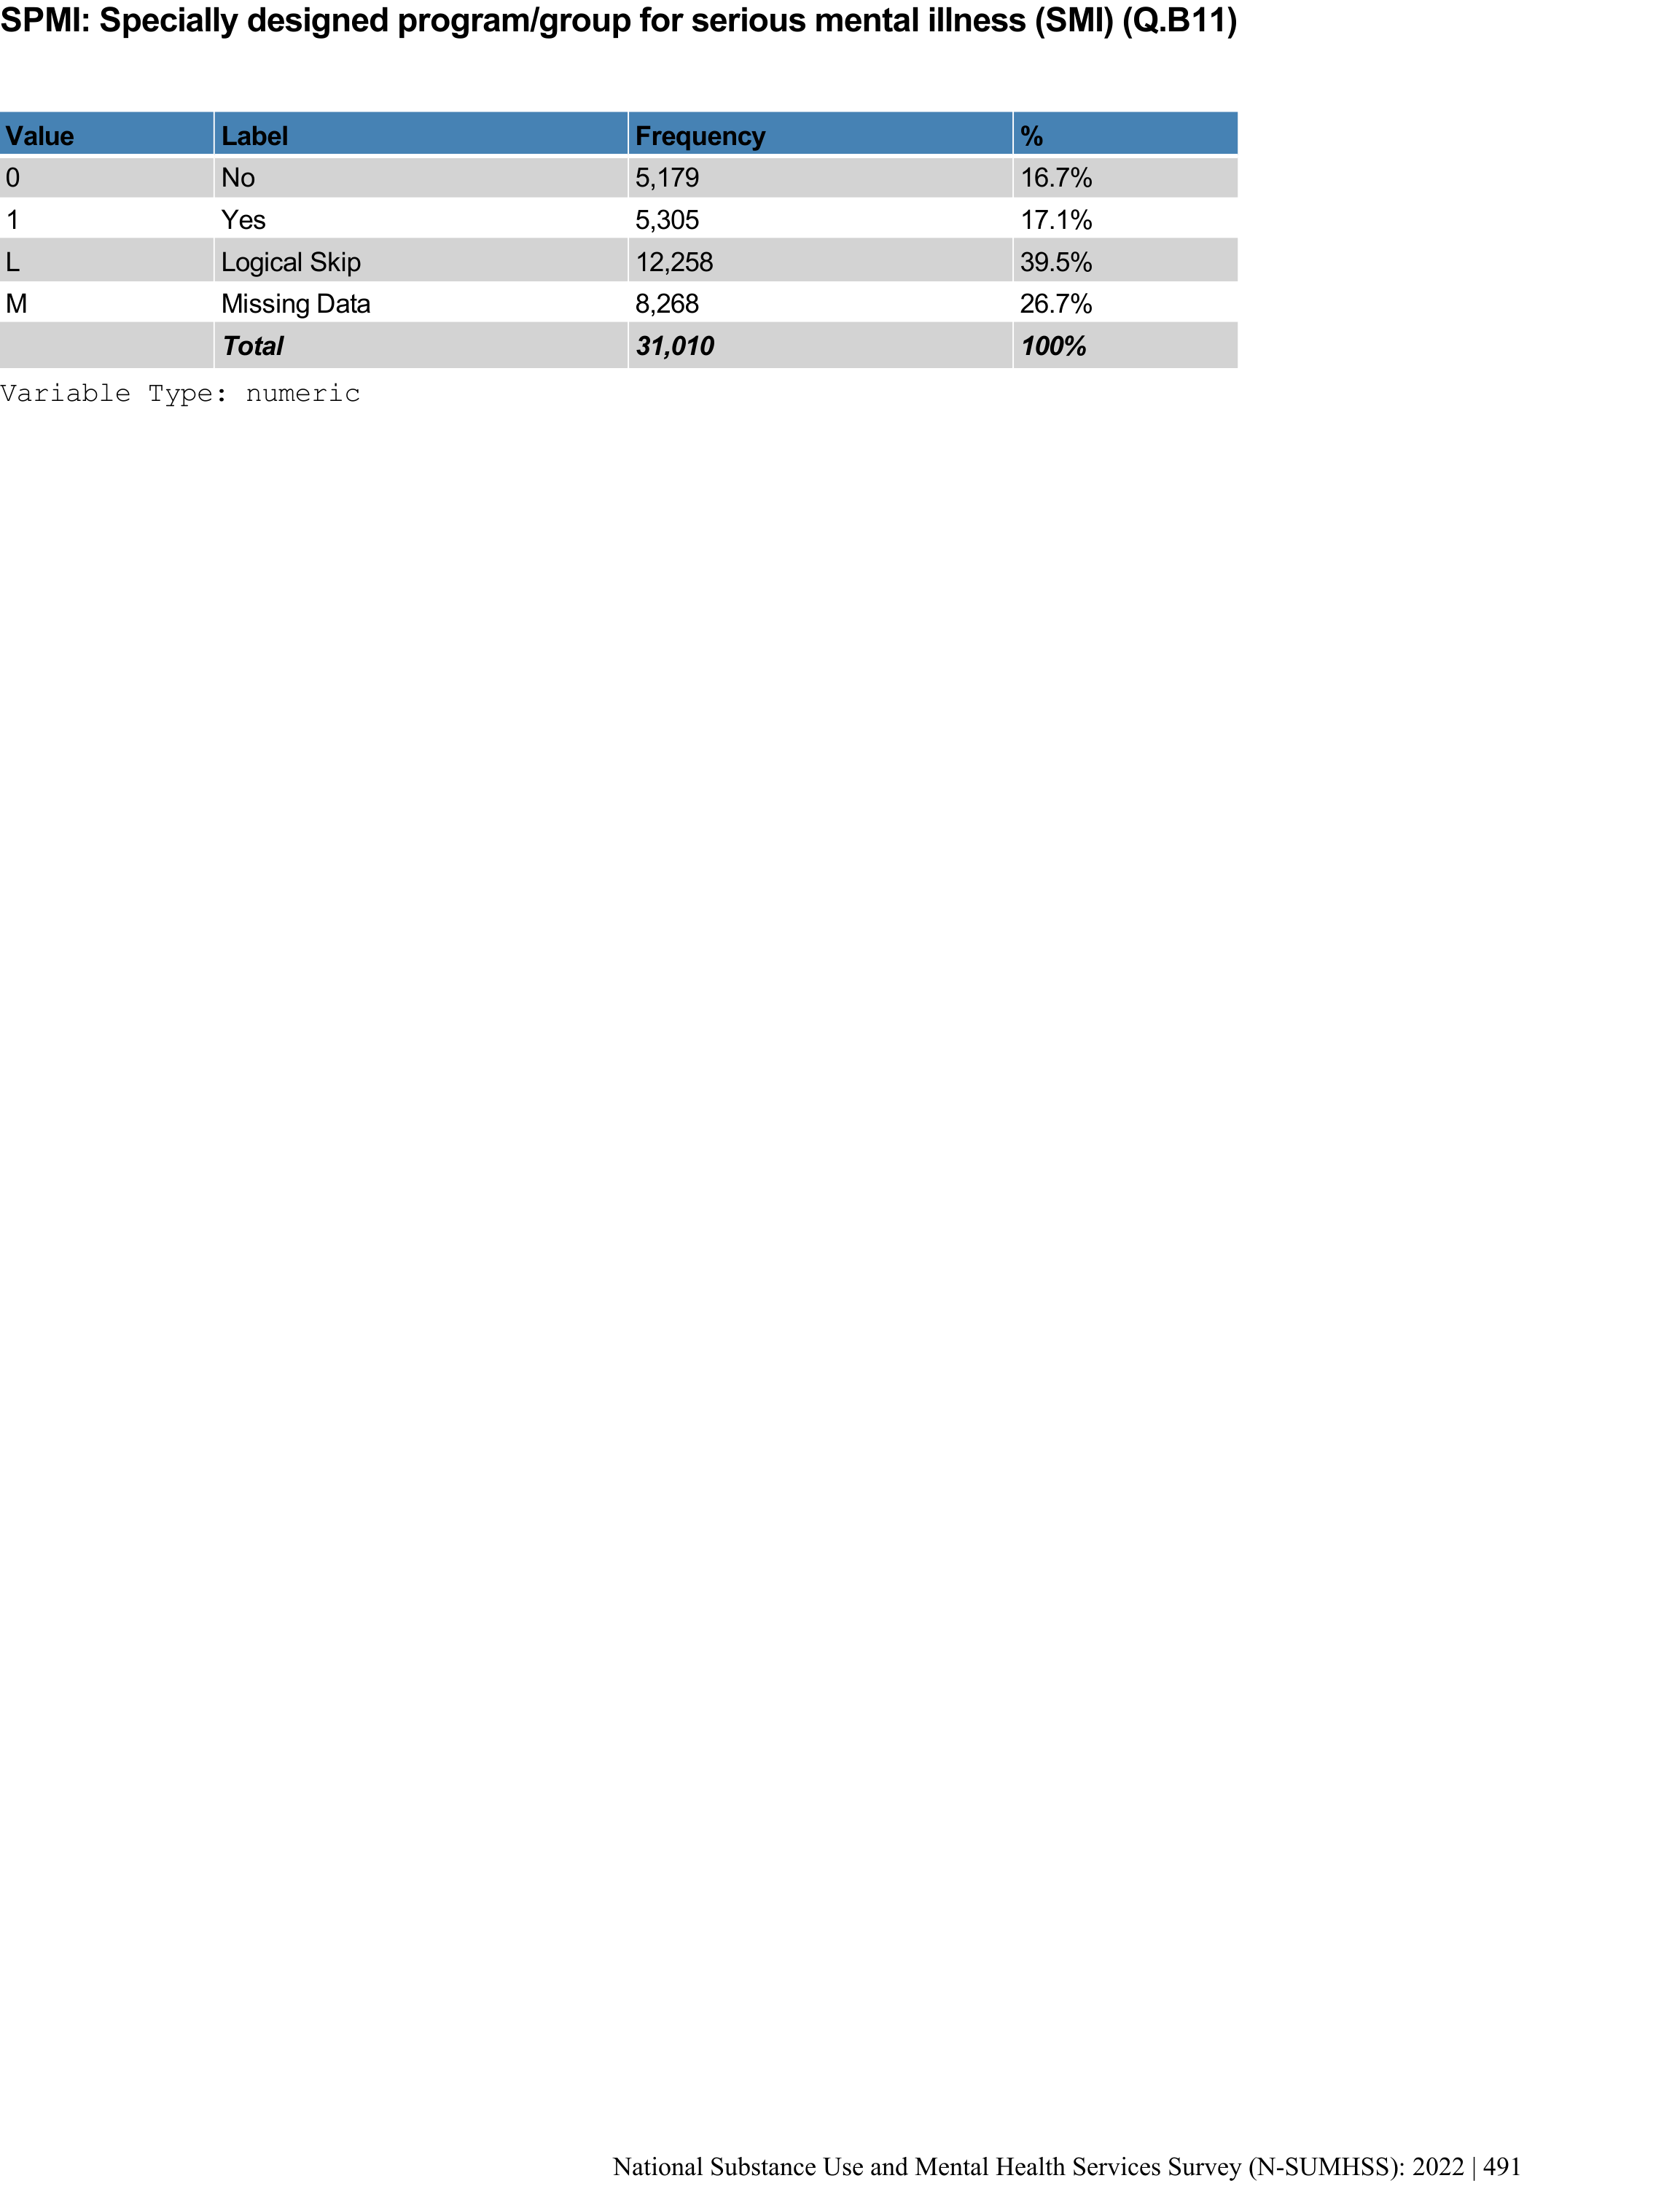 SPMI: Specially designed program/group for serious mental illness (SMI) (Q.B11)
Value Label Frequency %
0 No 5,179 16.7%
1 Yes 5,305 17.1%
L Logical Skip 12,258 39.5%
M Missing Data 8,268 26.7%
Total 31,010 100%
Variable Type: numeric
National Substance Use and Mental Health Services Survey (N-SUMHSS): 2022 | 491